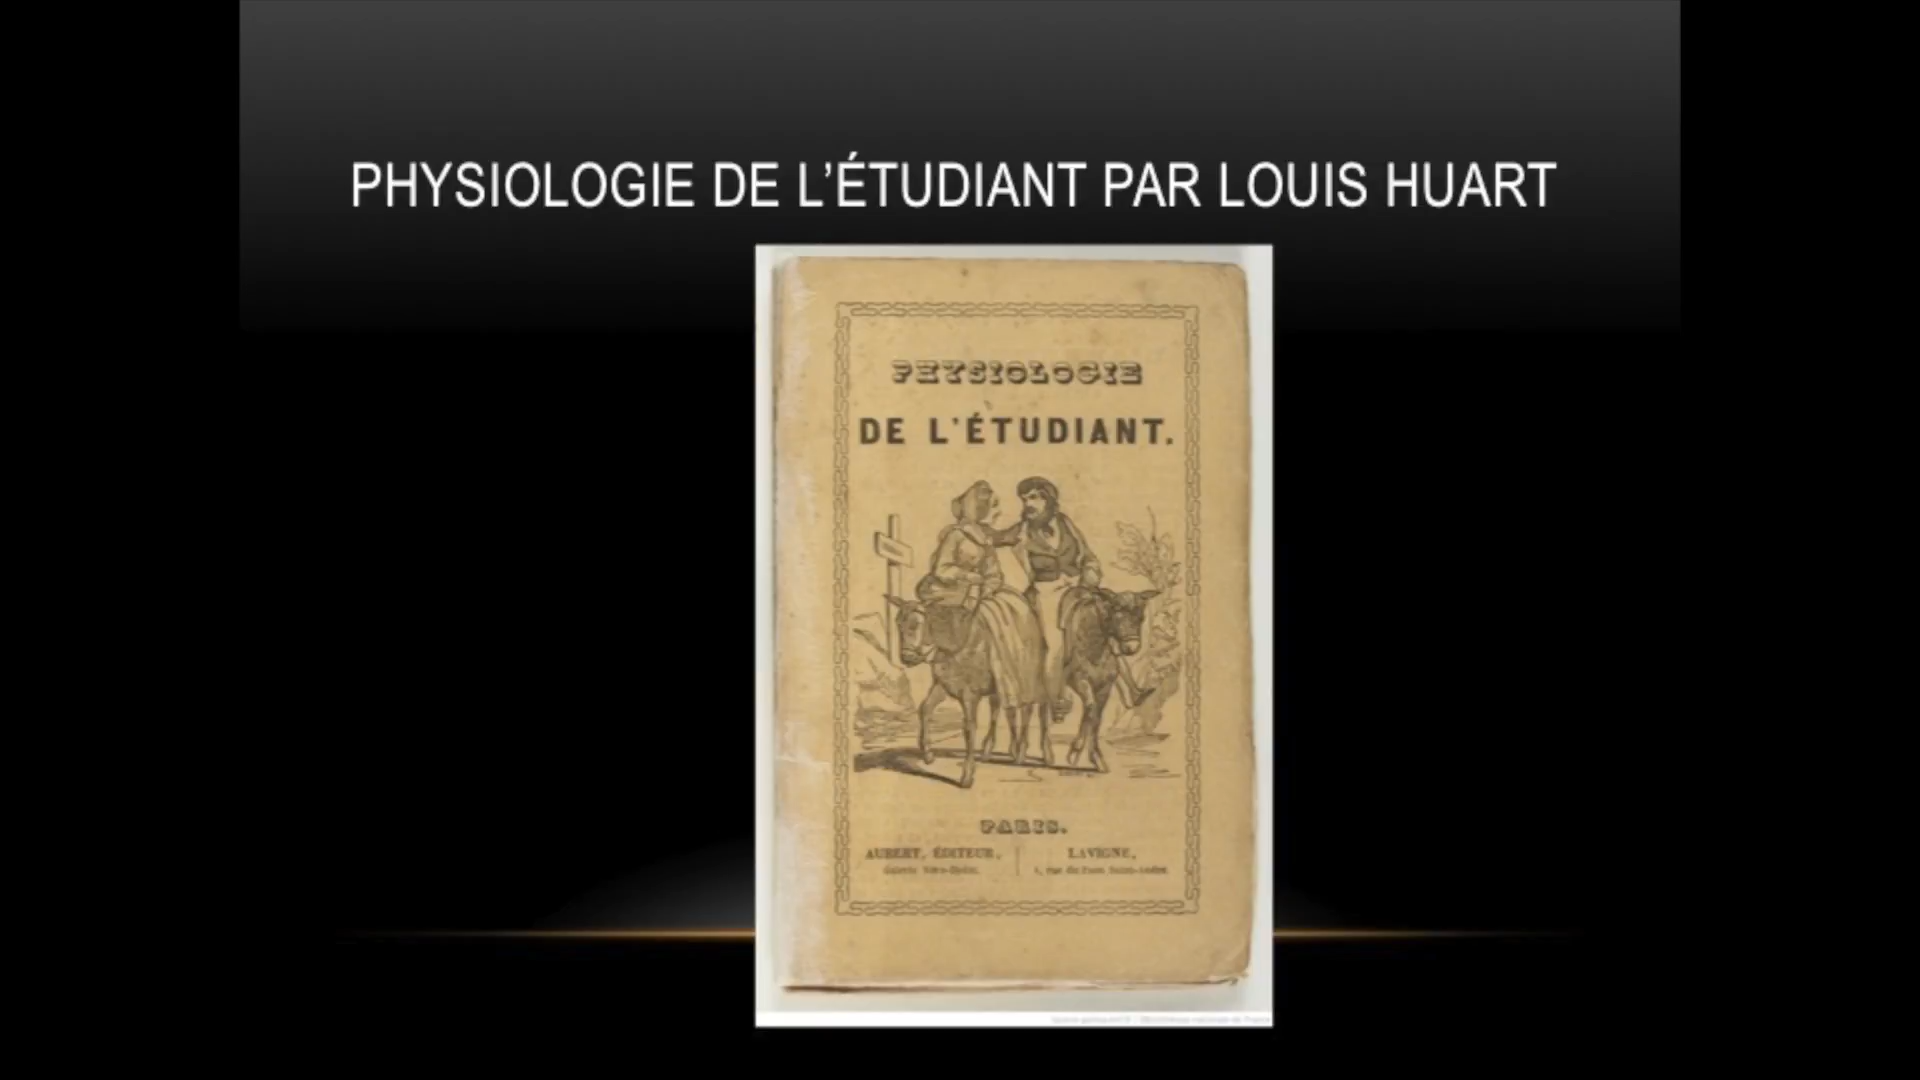 PHYSIOLOGIE DE L’ÉTUDIANT PAR LOUIS HUART
PHYSIOLOGIE
DE L'ÉTUDIANT.
PARIS.
AUBERT, ÉDITEUR,
LAVIGNE,